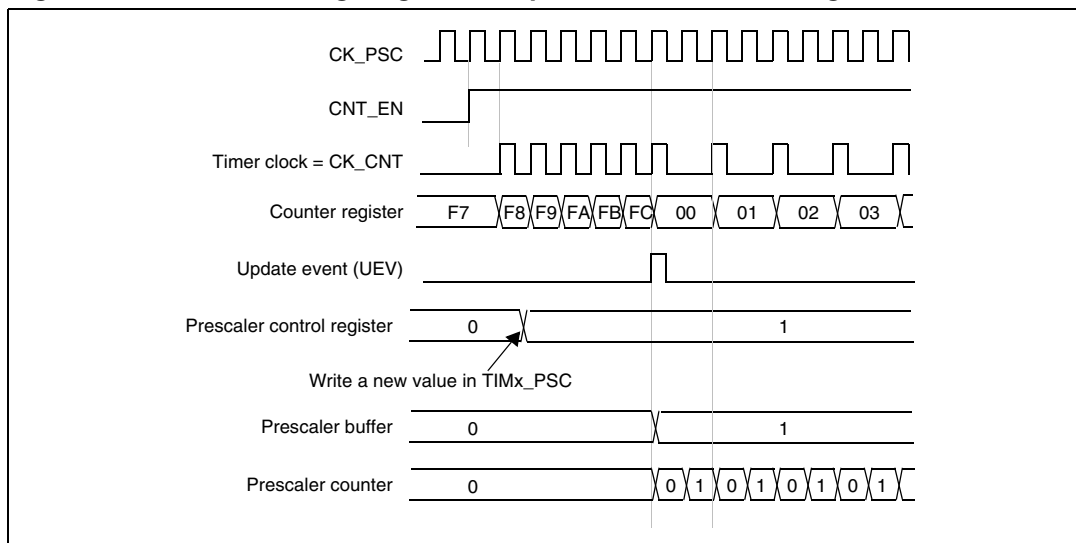 CK_PSC
CNT_EN
Timer clock = CK_CNT
Counter register F7 F8 F9 FA FB FC 00 01 02 03
Update event (UEV)
Prescaler control register 0 1
Write a new value in TIMx_PSC
Prescaler buffer 0 1
Prescaler counter 0 0 1 0 1 0 1 0 1